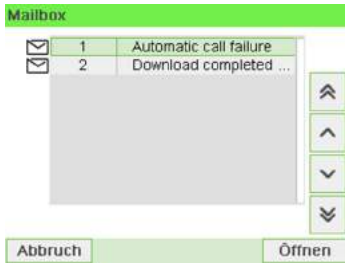 Mailbox
1 Automatic call failure
2 Download completed ...
Abbruch Öffnen